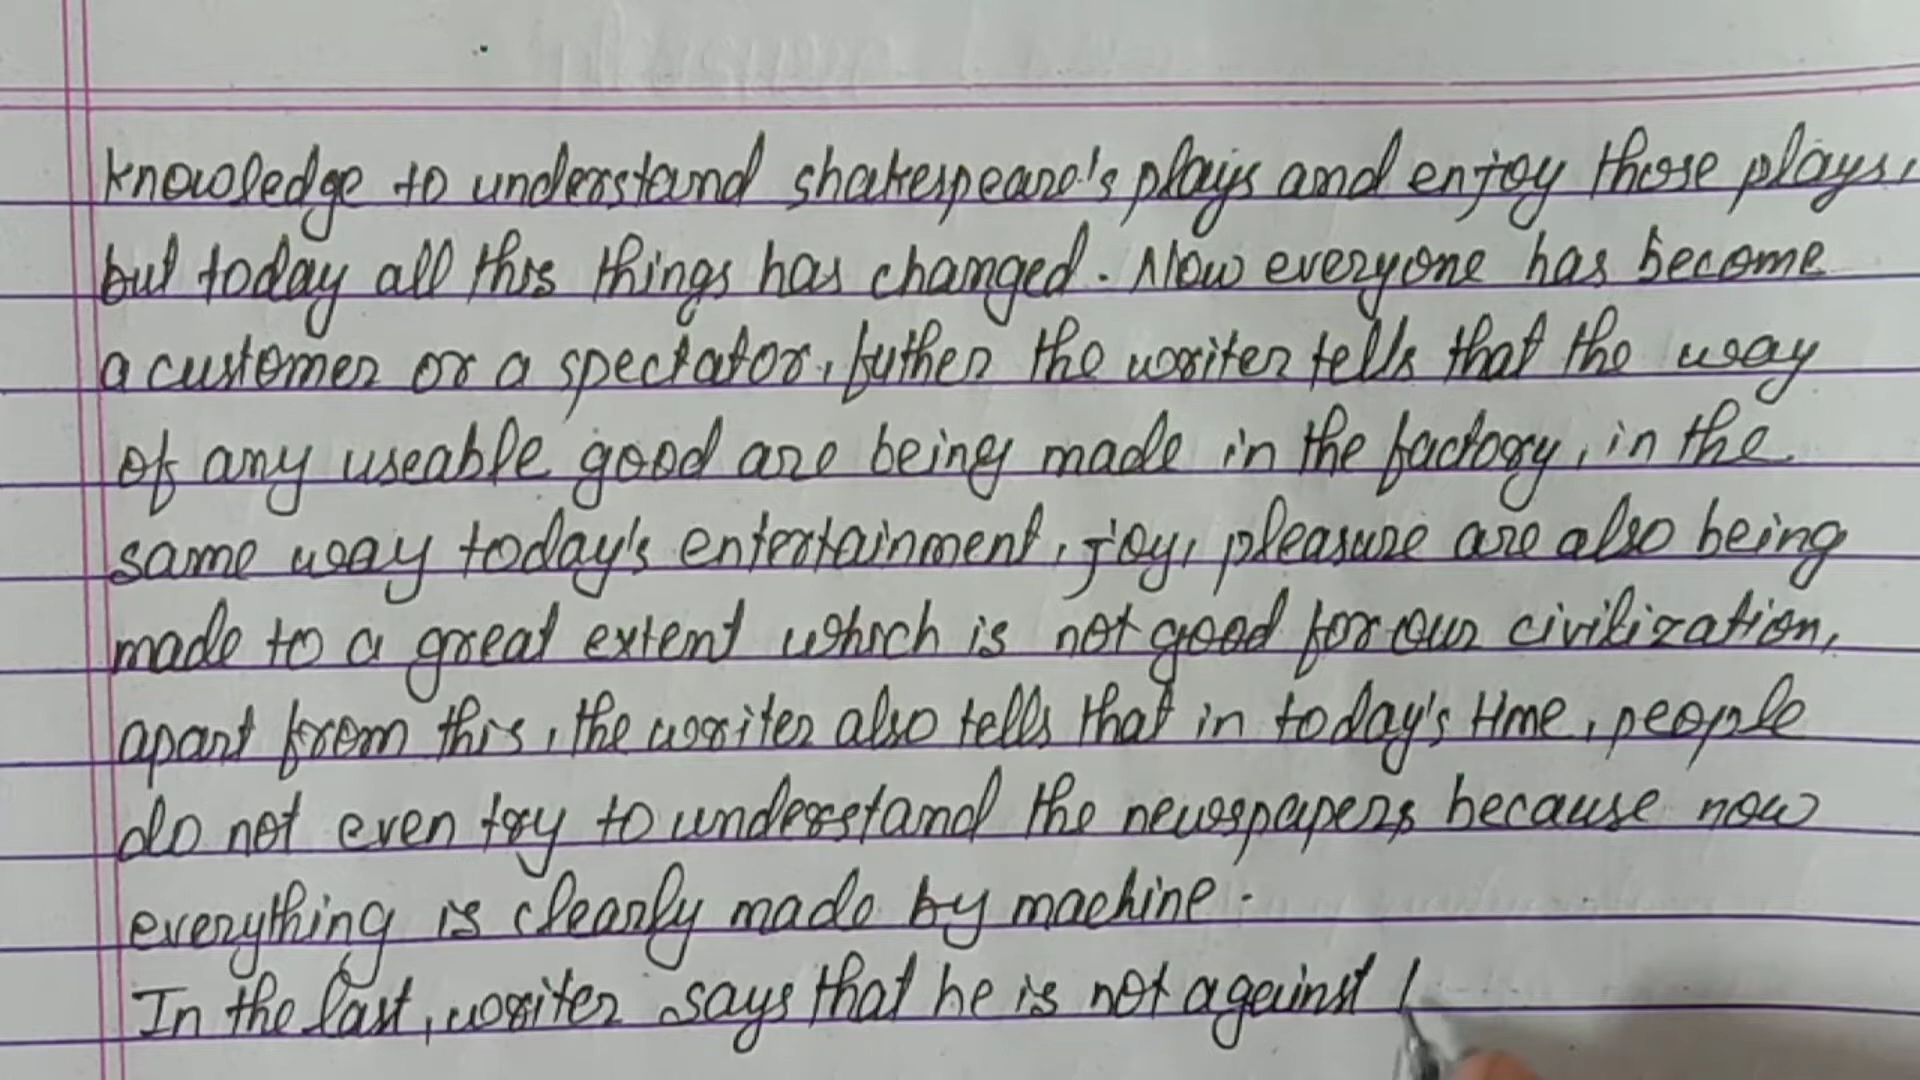 knowledge to understand shakespeare's plays and enjoy those plays,
but today all this things has changed. Now everyone has become
a customer or a spectator, futher the writer tells that the way
of any useable good are being made in the factory, in the
same way today's entertainment, joy, pleasure are also being
made to a great extent which is not good for our civilization,
apart from this, the writer also tells that in today's time, people
do not even try to understand the newspapers because now
everything is clearly made by machine.
In the last, writer says that he is not against